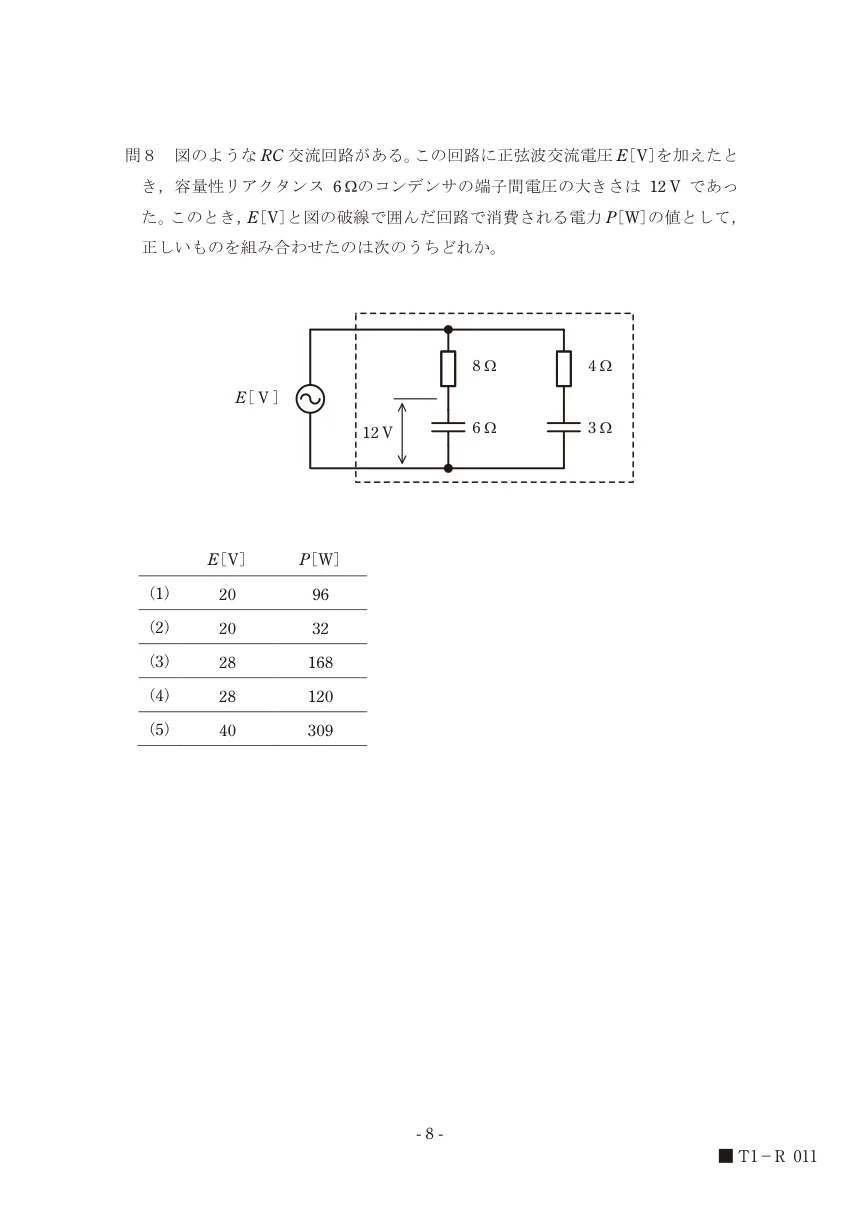 問８　図のような RC 交流回路がある。この回路に正弦波交流電圧 E[V]を加えたと
き，容量性リアクタンス 6Ωのコンデンサの端子間電圧の大きさは 12 V であっ
た。このとき，E[V]と図の破線で囲んだ回路で消費される電力 P[W]の値として，
正しいものを組み合わせたのは次のうちどれか。
8Ω 4Ω
E[V]
12 V 6Ω 3Ω
E[V] P[W]
(1) 20 96
(2) 20 32
(3) 28 168
(4) 28 120
(5) 40 309
- 8 -
■ T1－R 011